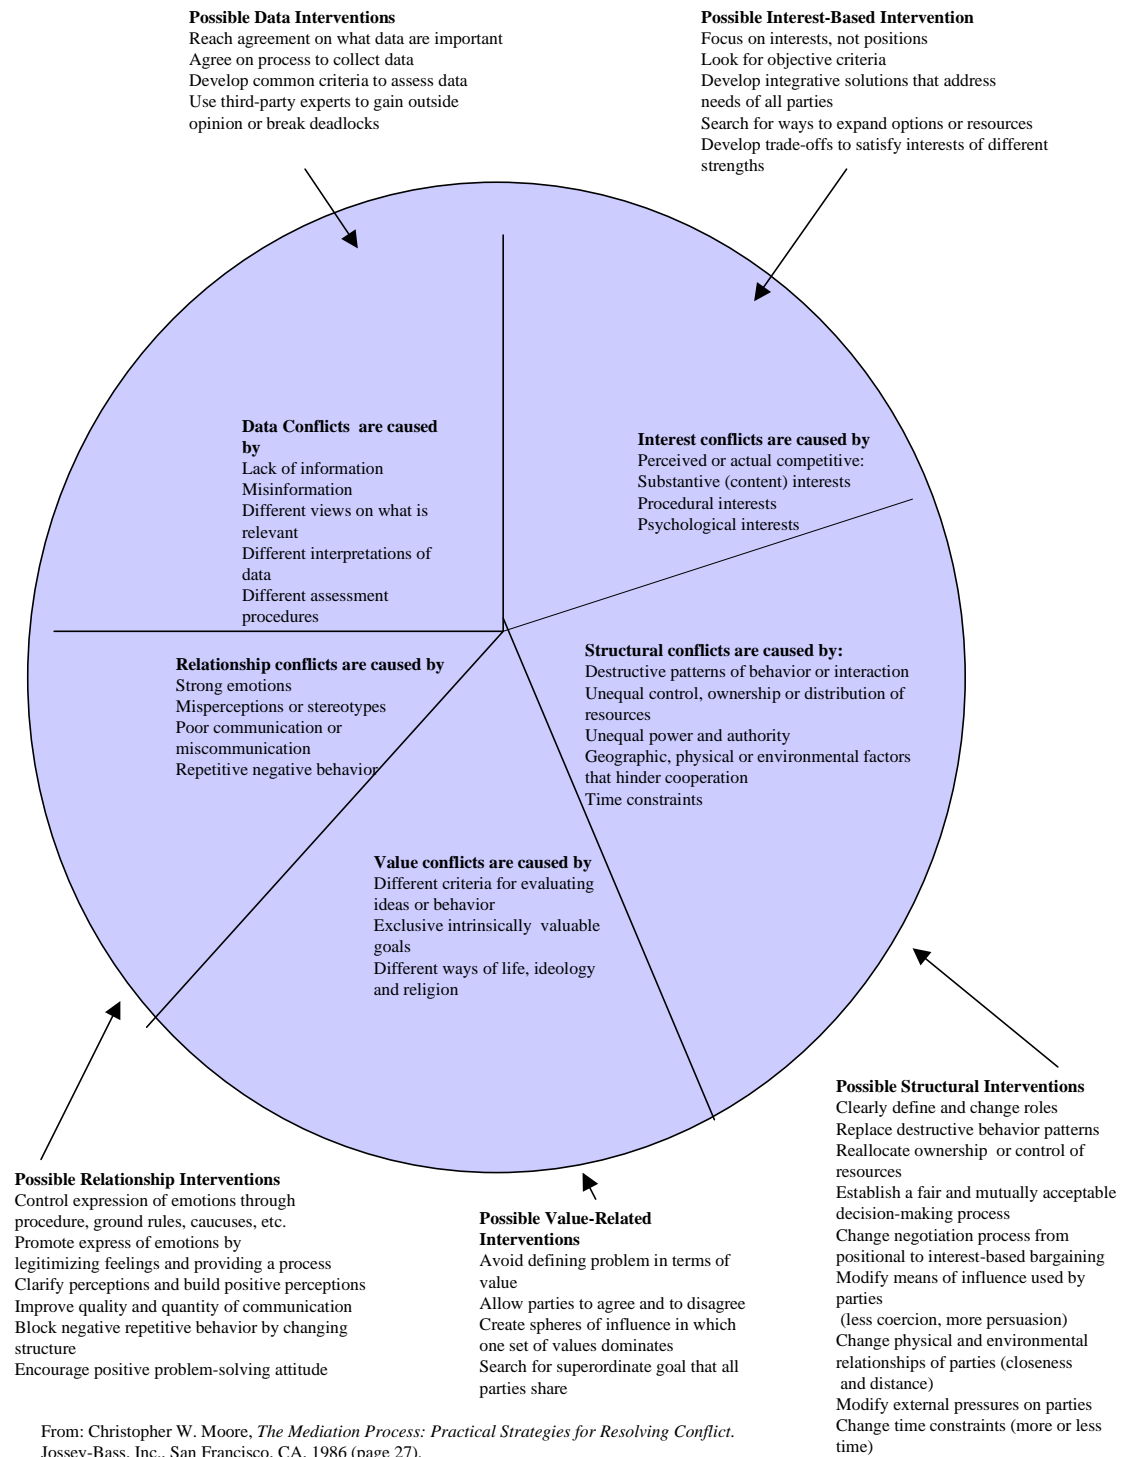 Possible Data Interventions
Reach agreement on what data are important
Agree on process to collect data
Develop common criteria to assess data
Use third-party experts to gain outside
opinion or break deadlocks
Possible Interest-Based Intervention
Focus on interests, not positions
Look for objective criteria
Develop integrative solutions that address
needs of all parties
Search for ways to expand options or resources
Develop trade-offs to satisfy interests of different
strengths
Data Conflicts  are caused
by
Lack of information
Misinformation
Different views on what is
relevant
Different interpretations of
data
Different assessment
procedures
Interest conflicts are caused by
Perceived or actual competitive:
Substantive (content) interests
Procedural interests
Psychological interests
Relationship conflicts are caused by
Strong emotions
Misperceptions or stereotypes
Poor communication or
miscommunication
Repetitive negative behavior
Structural conflicts are caused by:
Destructive patterns of behavior or interaction
Unequal control, ownership or distribution of
resources
Unequal power and authority
Geographic, physical or environmental factors
that hinder cooperation
Time constraints
Value conflicts are caused by
Different criteria for evaluating
ideas or behavior
Exclusive intrinsically  valuable
goals
Different ways of life, ideology
and religion
Possible Relationship Interventions
Control expression of emotions through
procedure, ground rules, caucuses, etc.
Promote express of emotions by
legitimizing feelings and providing a process
Clarify perceptions and build positive perceptions
Improve quality and quantity of communication
Block negative repetitive behavior by changing
structure
Encourage positive problem-solving attitude
Possible Value-Related
Interventions
Avoid defining problem in terms of
value
Allow parties to agree and to disagree
Create spheres of influence in which
one set of values dominates
Search for superordinate goal that all
parties share
Possible Structural Interventions
Clearly define and change roles
Replace destructive behavior patterns
Reallocate ownership  or control of
resources
Establish a fair and mutually acceptable
decision-making process
Change negotiation process from
positional to interest-based bargaining
Modify means of influence used by
parties
(less coercion, more persuasion)
Change physical and environmental
relationships of parties (closeness
and distance)
Modify external pressures on parties
Change time constraints (more or less
time)
From: Christopher W. Moore, The Mediation Process: Practical Strategies for Resolving Conflict.
Jossey-Bass, Inc., San Francisco, CA, 1986 (page 27).